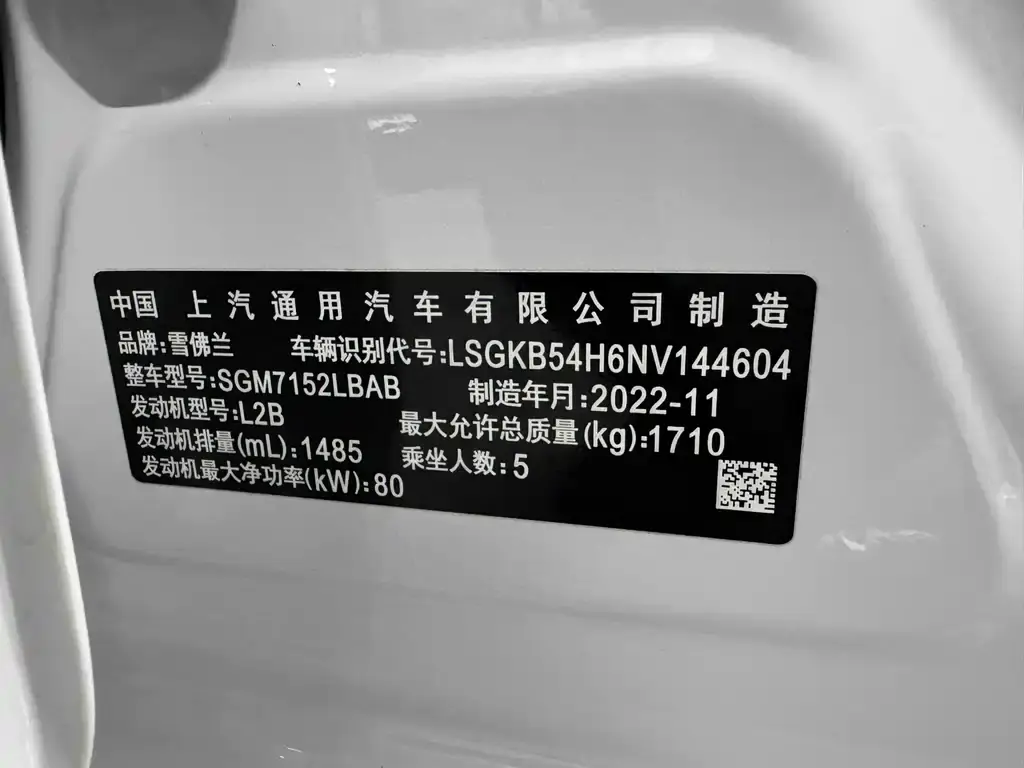 中国 上汽通用汽车有限公司制造
品牌:雪佛兰 车辆识别代号:LSGKB54H6NV144604
整车型号:SGM7152LBAB 制造年月:2022-11
发动机型号:L2B 最大允许总质量(kg):1710
发动机排量(mL):1485 乘坐人数:5
发动机最大净功率(kW):80